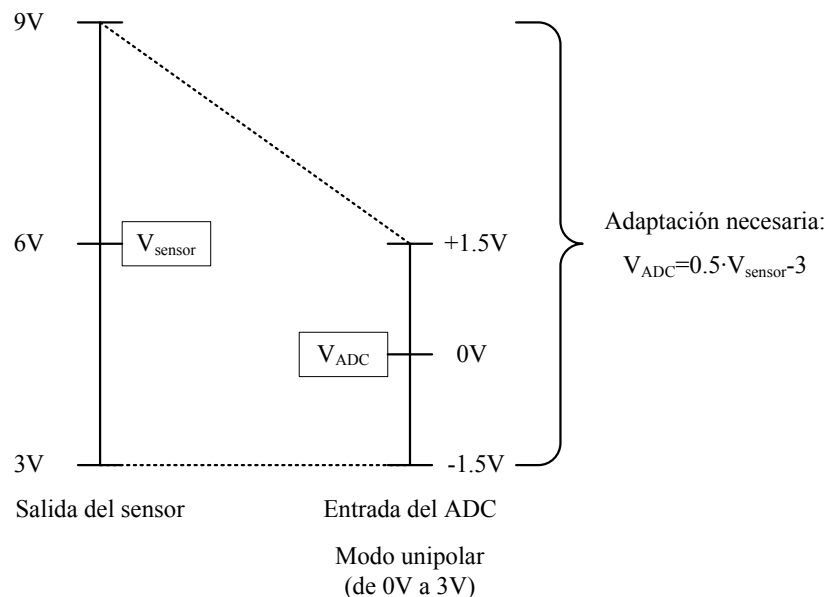 9V
6V
V_sensor
+1.5V
Adaptación necesaria:
V_ADC=0.5·V_sensor-3
V_ADC
0V
3V
-1.5V
Salida del sensor
Entrada del ADC
Modo unipolar
(de 0V a 3V)